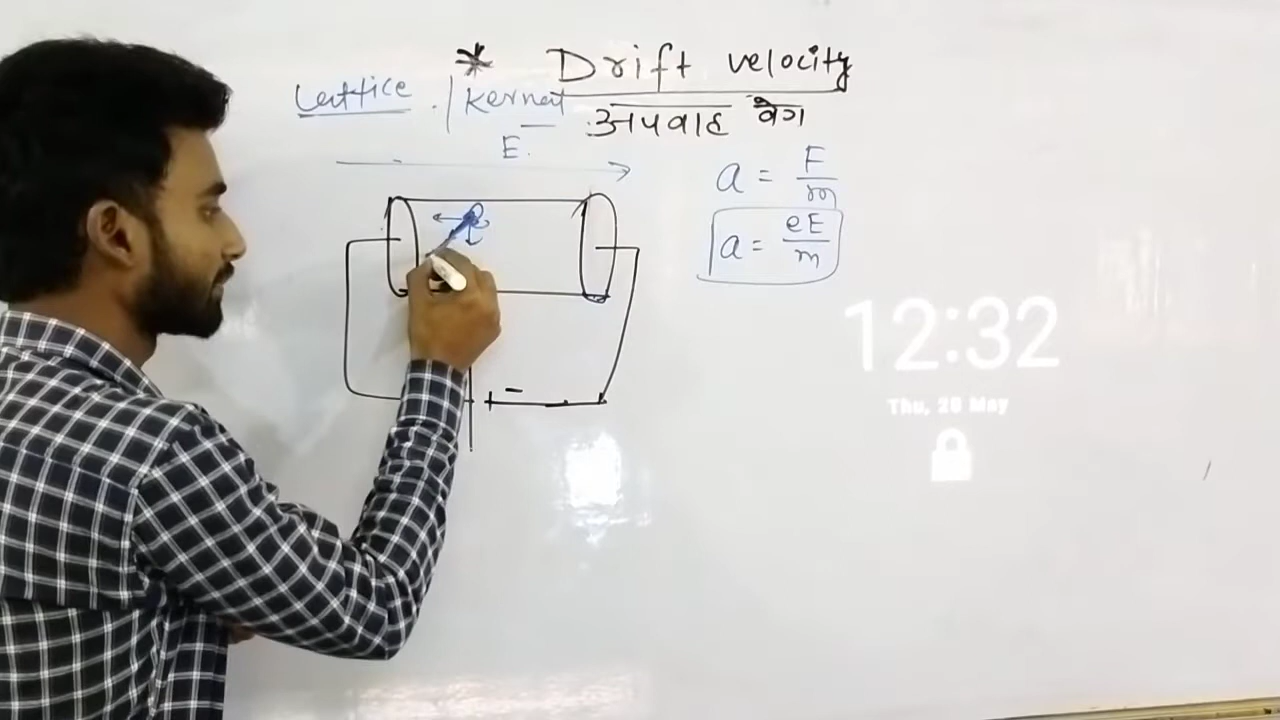 * Drift velocity
Lattice / Kernel
अपवाह वेग
E
a = F/m
a = eE/m
e
+ -
12:32
Thu, 28 May